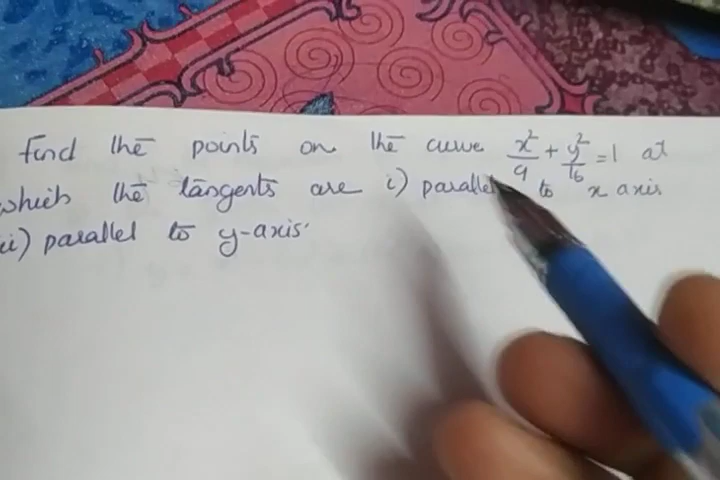 Find the points on the curve x²/9 + y²/16 = 1 at
which the tangents are i) parallel to x axis
ii) parallel to y-axis.